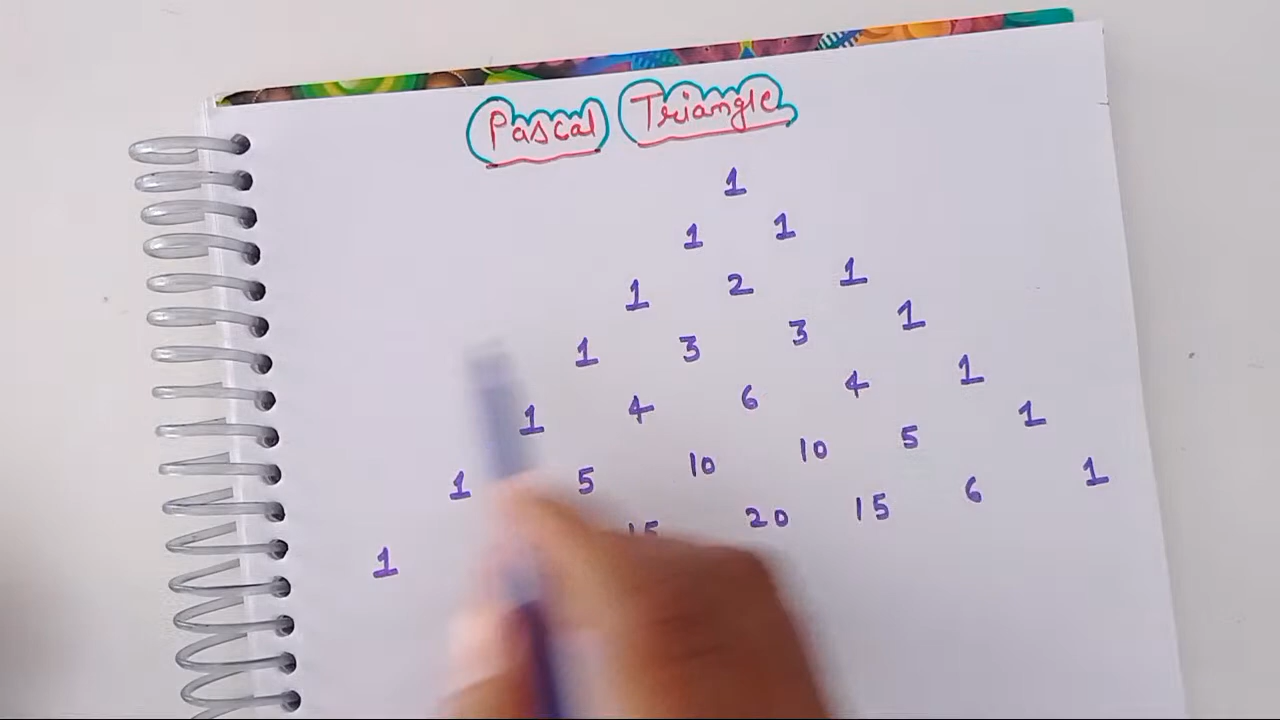 Pascal Triangle
1
1 1
1 2 1
1 3 3 1
1 4 6 4 1
1 5 10 10 5 1
1 15 20 15 6 1